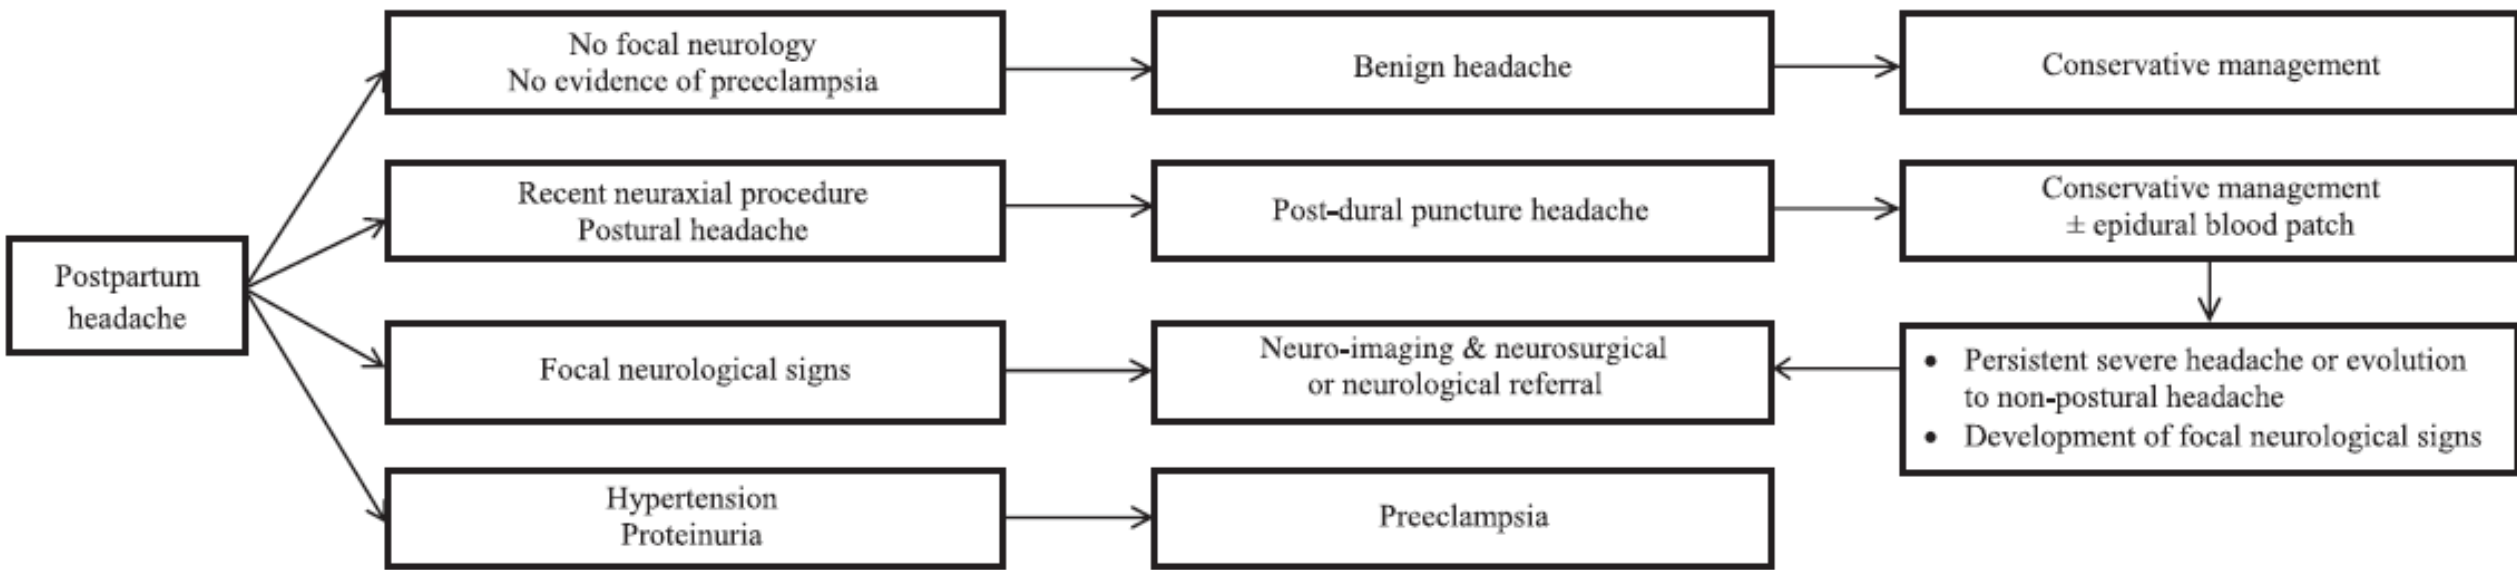 Postpartum
headache
No focal neurology
No evidence of preeclampsia
Benign headache
Conservative management
Recent neuraxial procedure
Postural headache
Post-dural puncture headache
Conservative management
± epidural blood patch
Focal neurological signs
Neuro-imaging & neurosurgical
or neurological referral
• Persistent severe headache or evolution
to non-postural headache
• Development of focal neurological signs
Hypertension
Proteinuria
Preeclampsia